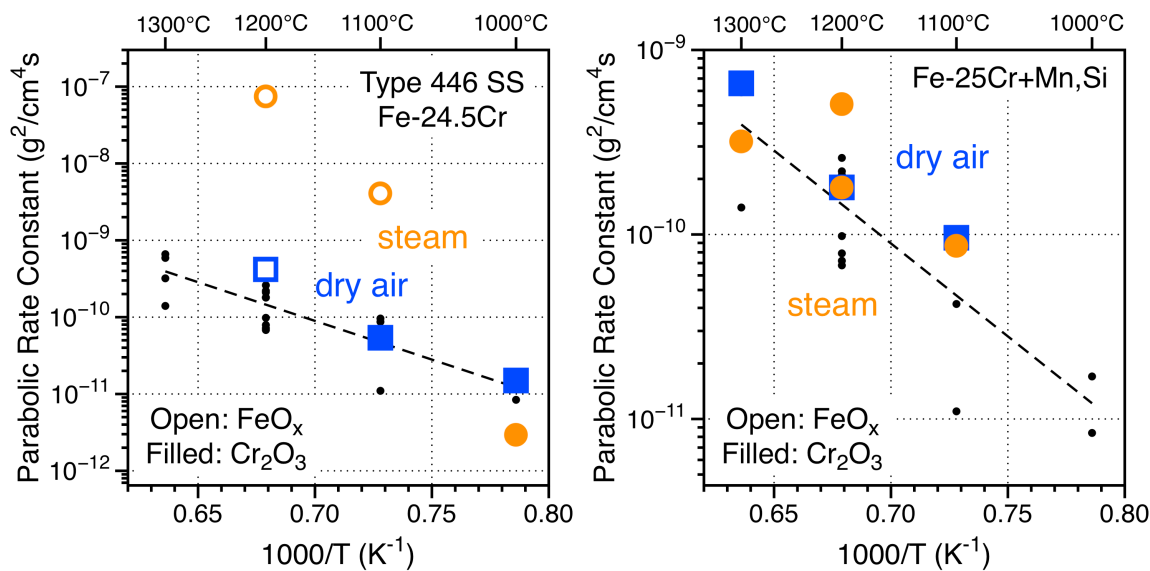 1300°C 1200°C 1100°C 1000°C
Type 446 SS
Fe-24.5Cr
Parabolic Rate Constant (g²/cm⁴s)
10⁻⁷
10⁻⁸
10⁻⁹
10⁻¹⁰
10⁻¹¹
10⁻¹²
steam
dry air
Open: FeOₓ
Filled: Cr₂O₃
0.65 0.70 0.75 0.80
1000/T (K⁻¹)
1300°C 1200°C 1100°C 1000°C
Fe-25Cr+Mn,Si
Parabolic Rate Constant (g²/cm⁴s)
10⁻⁹
10⁻¹⁰
10⁻¹¹
dry air
steam
Open: FeOₓ
Filled: Cr₂O₃
0.65 0.70 0.75 0.80
1000/T (K⁻¹)